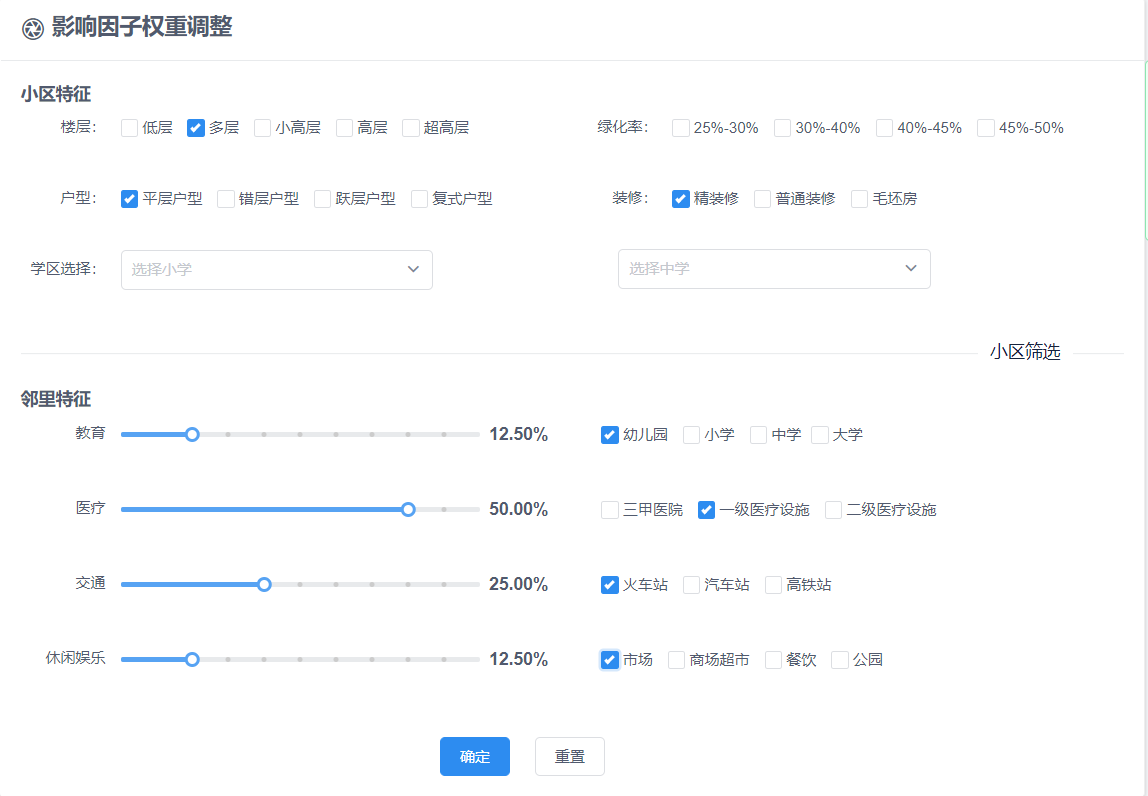 影响因子权重调整
小区特征
楼层： 低层 多层 小高层 高层 超高层 绿化率： 25%-30% 30%-40% 40%-45% 45%-50%
户型： 平层户型 错层户型 跃层户型 复式户型 装修： 精装修 普通装修 毛坯房
学区选择： 选择小学 选择中学
小区筛选
邻里特征
教育 12.50% 幼儿园 小学 中学 大学
医疗 50.00% 三甲医院 一级医疗设施 二级医疗设施
交通 25.00% 火车站 汽车站 高铁站
休闲娱乐 12.50% 市场 商场超市 餐饮 公园
确定 重置